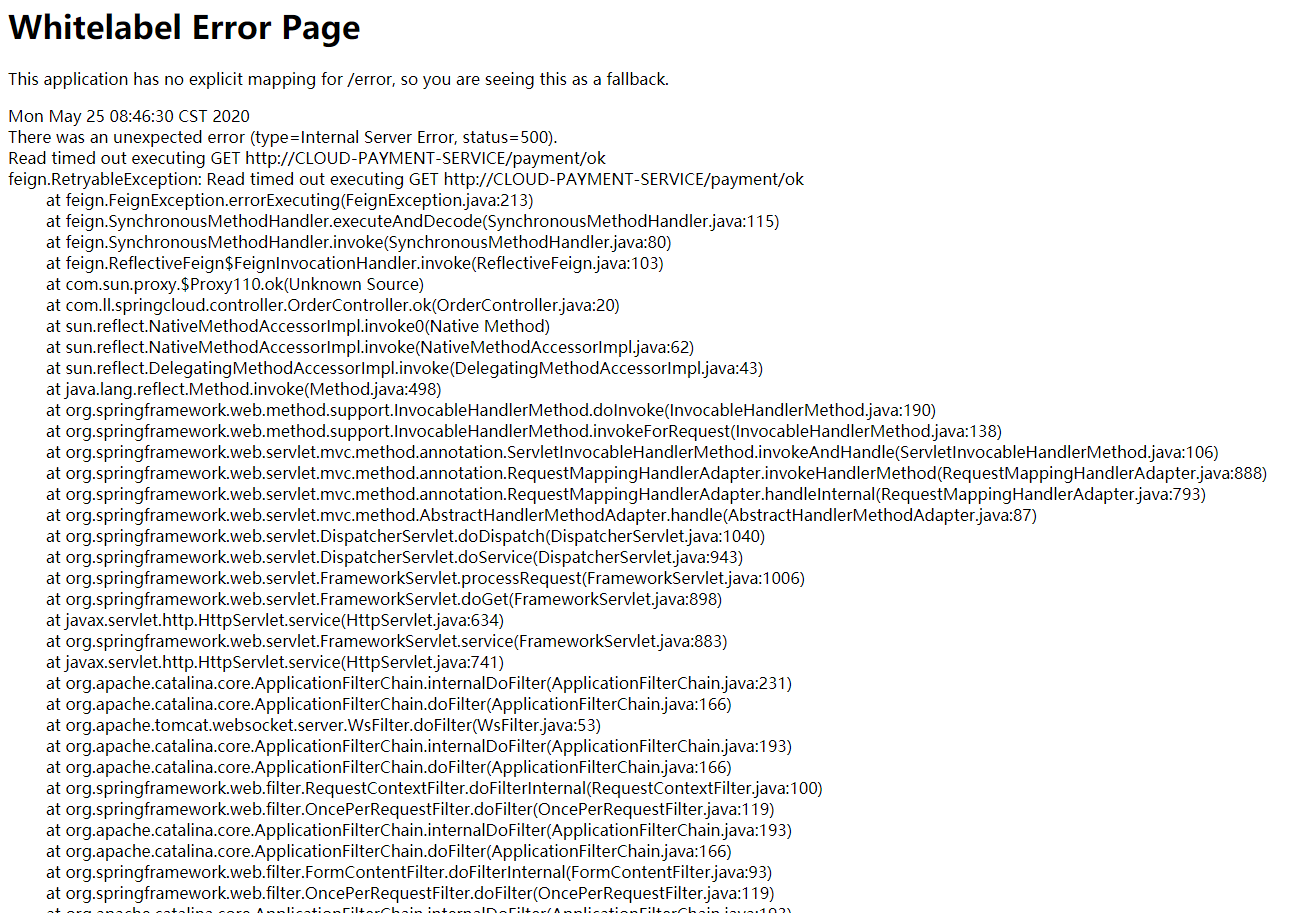 Whitelabel Error Page
This application has no explicit mapping for /error, so you are seeing this as a fallback.
Mon May 25 08:46:30 CST 2020
There was an unexpected error (type=Internal Server Error, status=500).
Read timed out executing GET http://CLOUD-PAYMENT-SERVICE/payment/ok
feign.RetryableException: Read timed out executing GET http://CLOUD-PAYMENT-SERVICE/payment/ok
at feign.FeignException.errorExecuting(FeignException.java:213)
at feign.SynchronousMethodHandler.executeAndDecode(SynchronousMethodHandler.java:115)
at feign.SynchronousMethodHandler.invoke(SynchronousMethodHandler.java:80)
at feign.ReflectiveFeign$FeignInvocationHandler.invoke(ReflectiveFeign.java:103)
at com.sun.proxy.$Proxy110.ok(Unknown Source)
at com.ll.springcloud.controller.OrderController.ok(OrderController.java:20)
at sun.reflect.NativeMethodAccessorImpl.invoke0(Native Method)
at sun.reflect.NativeMethodAccessorImpl.invoke(NativeMethodAccessorImpl.java:62)
at sun.reflect.DelegatingMethodAccessorImpl.invoke(DelegatingMethodAccessorImpl.java:43)
at java.lang.reflect.Method.invoke(Method.java:498)
at org.springframework.web.method.support.InvocableHandlerMethod.doInvoke(InvocableHandlerMethod.java:190)
at org.springframework.web.method.support.InvocableHandlerMethod.invokeForRequest(InvocableHandlerMethod.java:138)
at org.springframework.web.servlet.mvc.method.annotation.ServletInvocableHandlerMethod.invokeAndHandle(ServletInvocableHandlerMethod.java:106)
at org.springframework.web.servlet.mvc.method.annotation.RequestMappingHandlerAdapter.invokeHandlerMethod(RequestMappingHandlerAdapter.java:888)
at org.springframework.web.servlet.mvc.method.annotation.RequestMappingHandlerAdapter.handleInternal(RequestMappingHandlerAdapter.java:793)
at org.springframework.web.servlet.mvc.method.AbstractHandlerMethodAdapter.handle(AbstractHandlerMethodAdapter.java:87)
at org.springframework.web.servlet.DispatcherServlet.doDispatch(DispatcherServlet.java:1040)
at org.springframework.web.servlet.DispatcherServlet.doService(DispatcherServlet.java:943)
at org.springframework.web.servlet.FrameworkServlet.processRequest(FrameworkServlet.java:1006)
at org.springframework.web.servlet.FrameworkServlet.doGet(FrameworkServlet.java:898)
at javax.servlet.http.HttpServlet.service(HttpServlet.java:634)
at org.springframework.web.servlet.FrameworkServlet.service(FrameworkServlet.java:883)
at javax.servlet.http.HttpServlet.service(HttpServlet.java:741)
at org.apache.catalina.core.ApplicationFilterChain.internalDoFilter(ApplicationFilterChain.java:231)
at org.apache.catalina.core.ApplicationFilterChain.doFilter(ApplicationFilterChain.java:166)
at org.apache.tomcat.websocket.server.WsFilter.doFilter(WsFilter.java:53)
at org.apache.catalina.core.ApplicationFilterChain.internalDoFilter(ApplicationFilterChain.java:193)
at org.apache.catalina.core.ApplicationFilterChain.doFilter(ApplicationFilterChain.java:166)
at org.springframework.web.filter.RequestContextFilter.doFilterInternal(RequestContextFilter.java:100)
at org.springframework.web.filter.OncePerRequestFilter.doFilter(OncePerRequestFilter.java:119)
at org.apache.catalina.core.ApplicationFilterChain.internalDoFilter(ApplicationFilterChain.java:193)
at org.apache.catalina.core.ApplicationFilterChain.doFilter(ApplicationFilterChain.java:166)
at org.springframework.web.filter.FormContentFilter.doFilterInternal(FormContentFilter.java:93)
at org.springframework.web.filter.OncePerRequestFilter.doFilter(OncePerRequestFilter.java:119)
at org.apache.catalina.core.ApplicationFilterChain.internalDoFilter(ApplicationFilterChain.java:193)